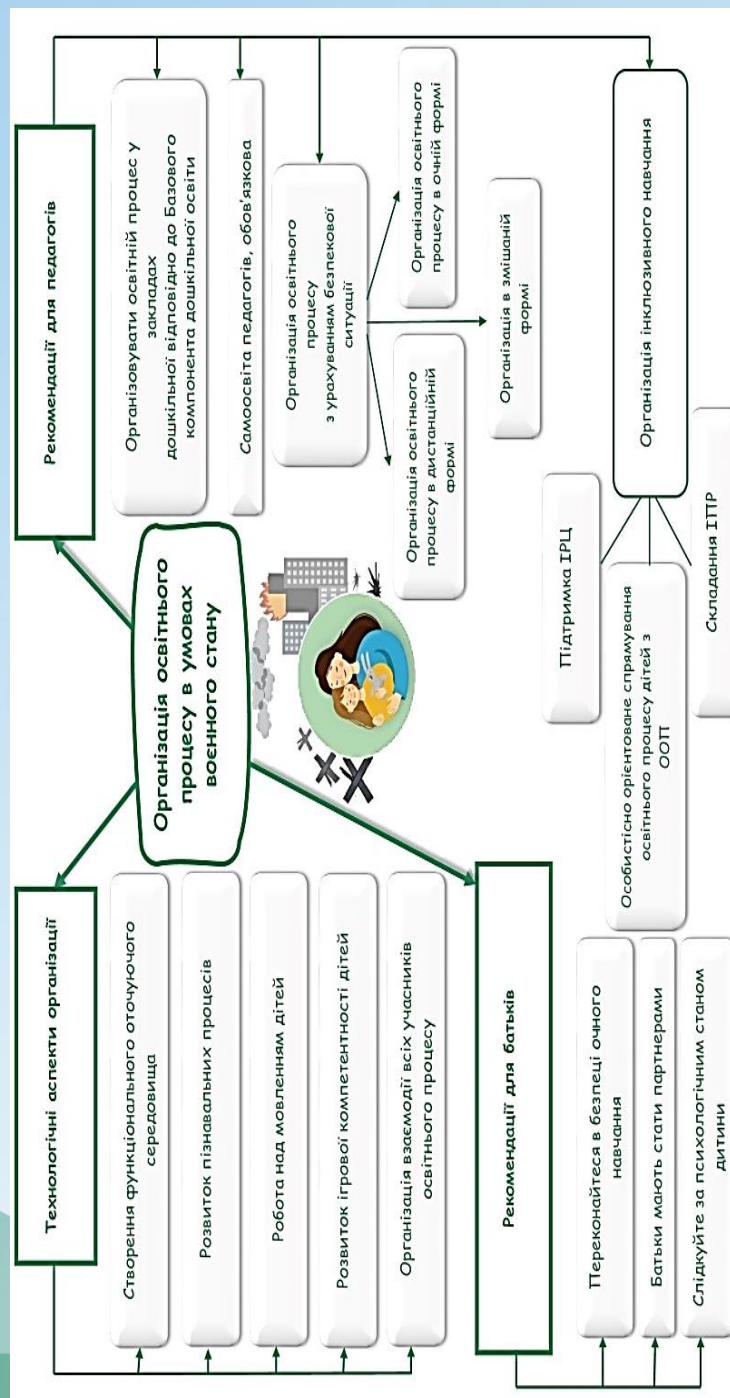 Організація освітнього
процесу в умовах
воєнного стану
Технологічні аспекти організації
Створення функціонального оточуючого
середовища
Розвиток пізнавальних процесів
Робота над мовленням дітей
Розвиток ігрової компетентності дітей
Організація взаємодії всіх учасників
освітнього процесу
Рекомендації для батьків
Переконайтеся в безпеці очного
навчання
Батьки мають стати партнерами
Слідкуйте за психологічним станом
дитини
Рекомендації для педагогів
Організовувати освітній процес у
закладах
дошкільної відповідно до Базового
компонента дошкільної освіти
Самоосвіта педагогів, обов'язкова
Організація освітнього
процесу
з урахуванням безпекової
ситуації
Організація освітнього
процесу в дистанційній
формі
Організація в змішаній
формі
Організація освітнього
процесу в очній формі
Організація інклюзивного навчання
Підтримка ІРЦ
Особистісно орієнтоване спрямування
освітнього процесу дітей з
ООП
Складання ІПР